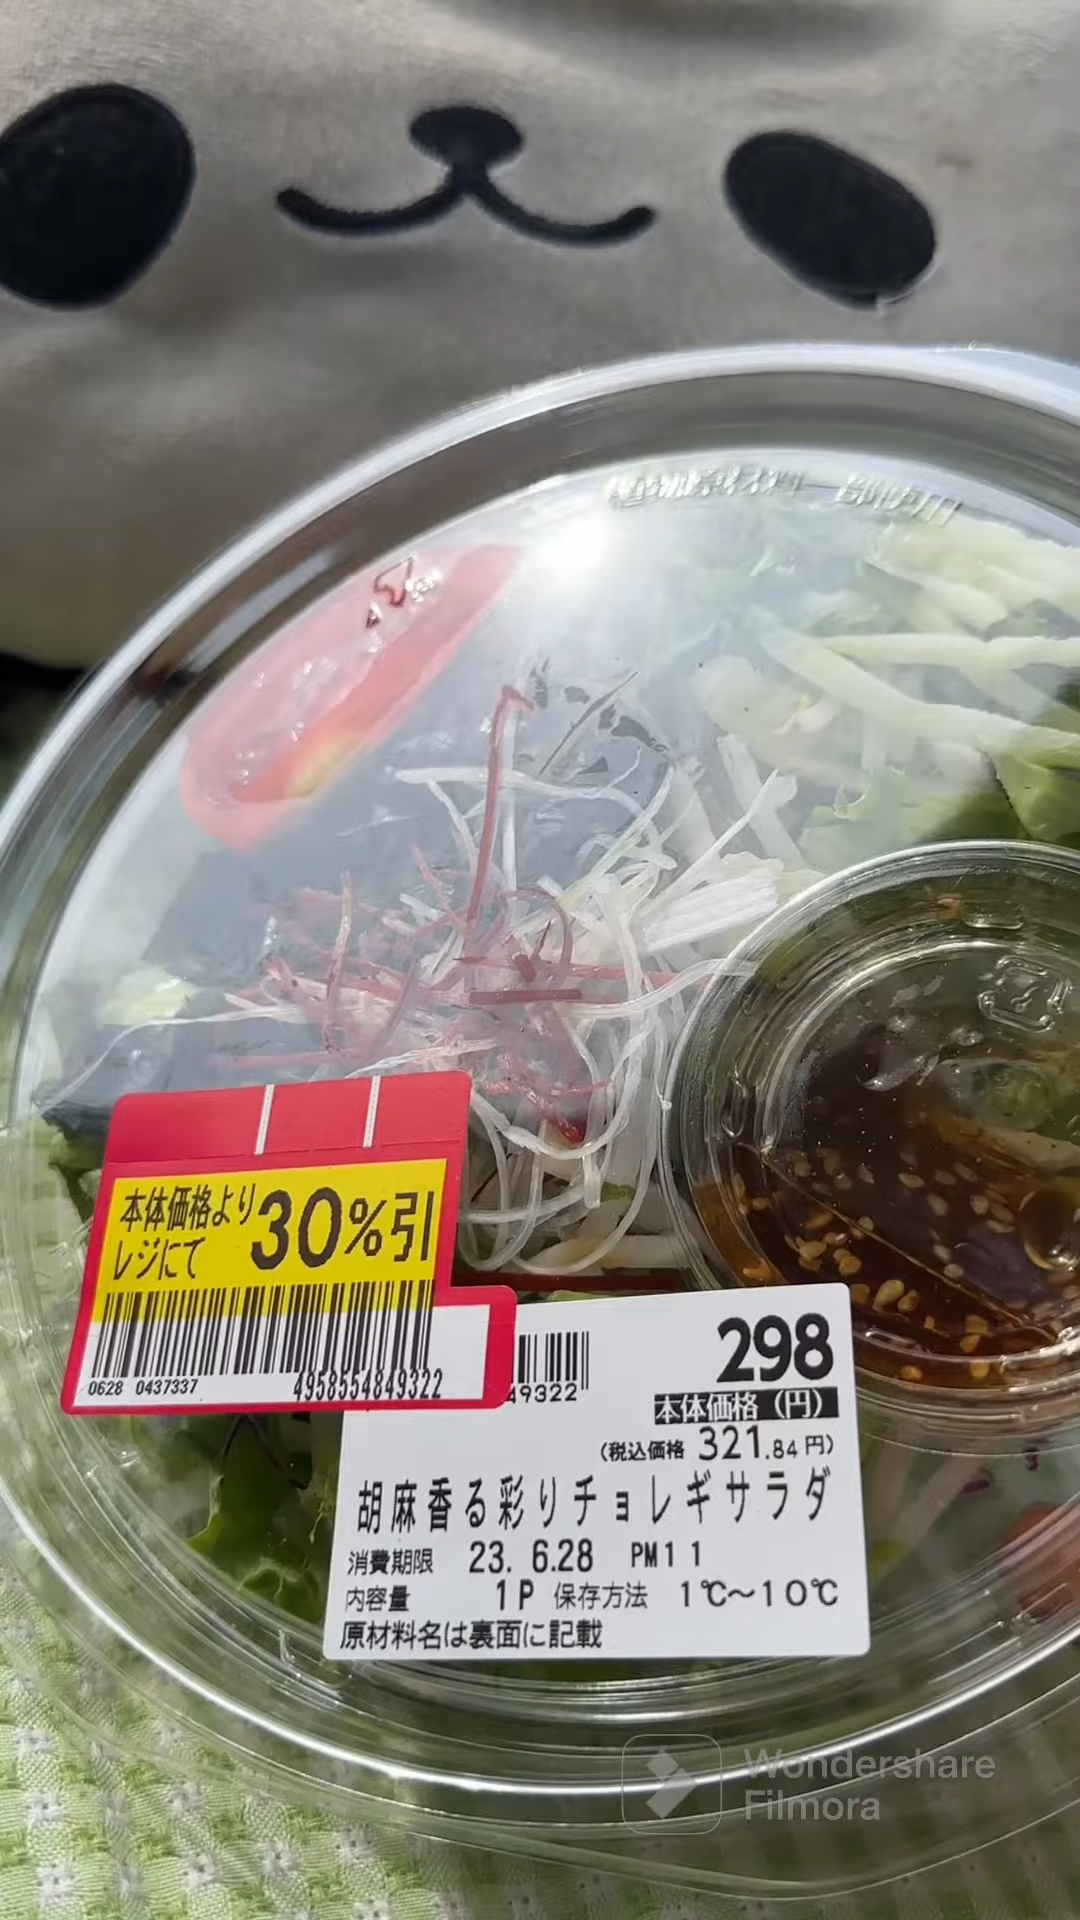 本体価格より
レジにて
30%引
0628 0437337
4958554849322
49322
298
本体価格(円)
(税込価格 321.84円)
胡麻香る彩りチョレギサラダ
消費期限 23. 6.28 PM11
内容量 1P 保存方法 1℃～10℃
原材料名は裏面に記載
Wondershare
Filmora